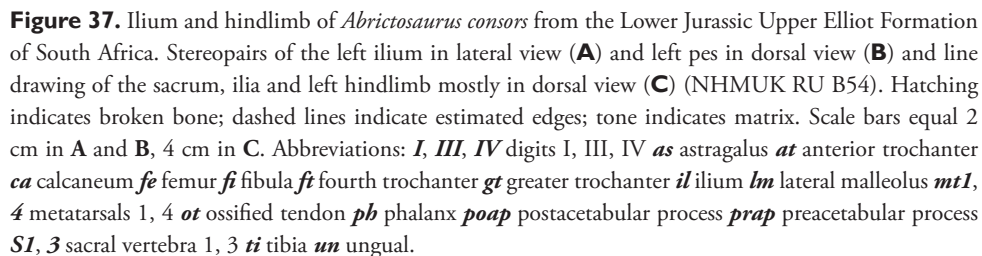 Figure 37. Ilium and hindlimb of Abrictosaurus consors from the Lower Jurassic Upper Elliot Formation
of South Africa. Stereopairs of the left ilium in lateral view (A) and left pes in dorsal view (B) and line
drawing of the sacrum, ilia and left hindlimb mostly in dorsal view (C) (NHMUK RU B54). Hatching
indicates broken bone; dashed lines indicate estimated edges; tone indicates matrix. Scale bars equal 2
cm in A and B, 4 cm in C. Abbreviations: I, III, IV digits I, III, IV as astragalus at anterior trochanter
ca calcaneum fe femur fi fibula ft fourth trochanter gt greater trochanter il ilium lm lateral malleolus mt1,
4 metatarsals 1, 4 ot ossified tendon ph phalanx poap postacetabular process prap preacetabular process
S1, 3 sacral vertebra 1, 3 ti tibia un ungual.